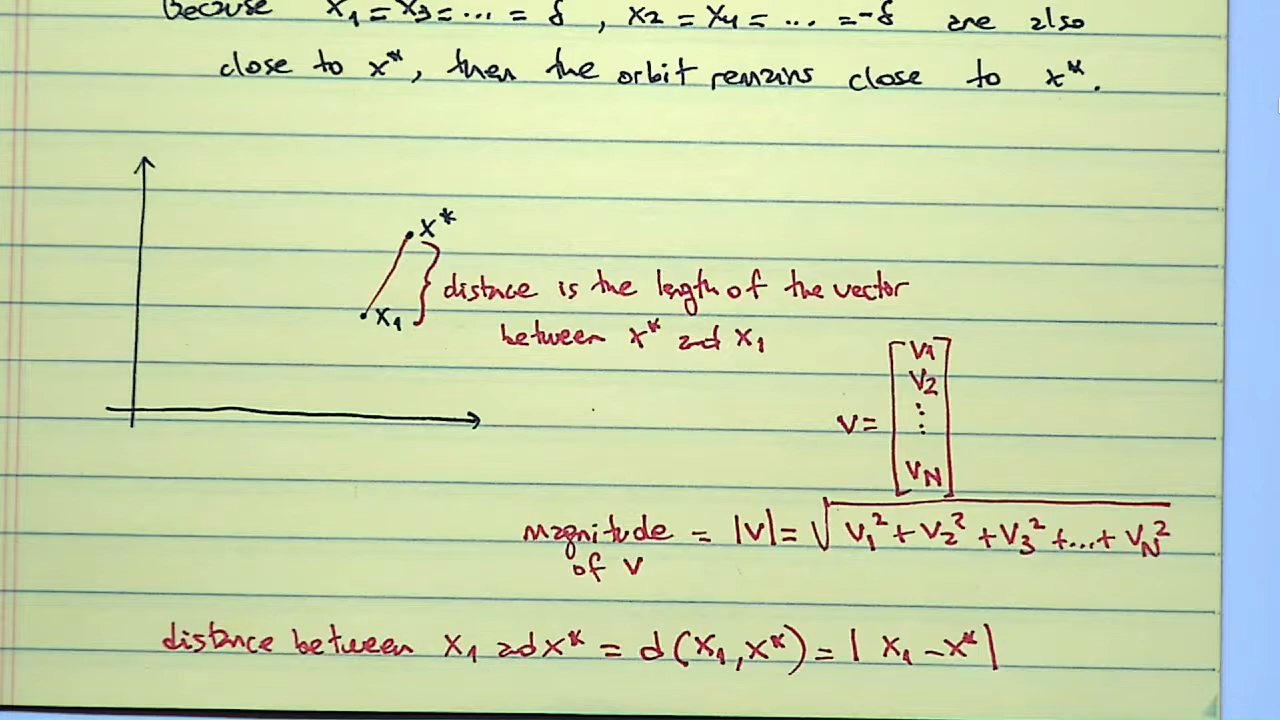 because x₁ = x₃ = ... = δ , x₂ = x₄ = ... = -δ are also
close to x*, then the orbit remains close to x*.
x*
x₁
distance is the length of the vector
between x* and x₁
v = [v₁
v₂
⋮
v_N]
magnitude = |v| = √(v₁² + v₂² + v₃² + ... + v_N²)
of v
distance between x₁ and x* = d(x₁, x*) = | x₁ - x*|